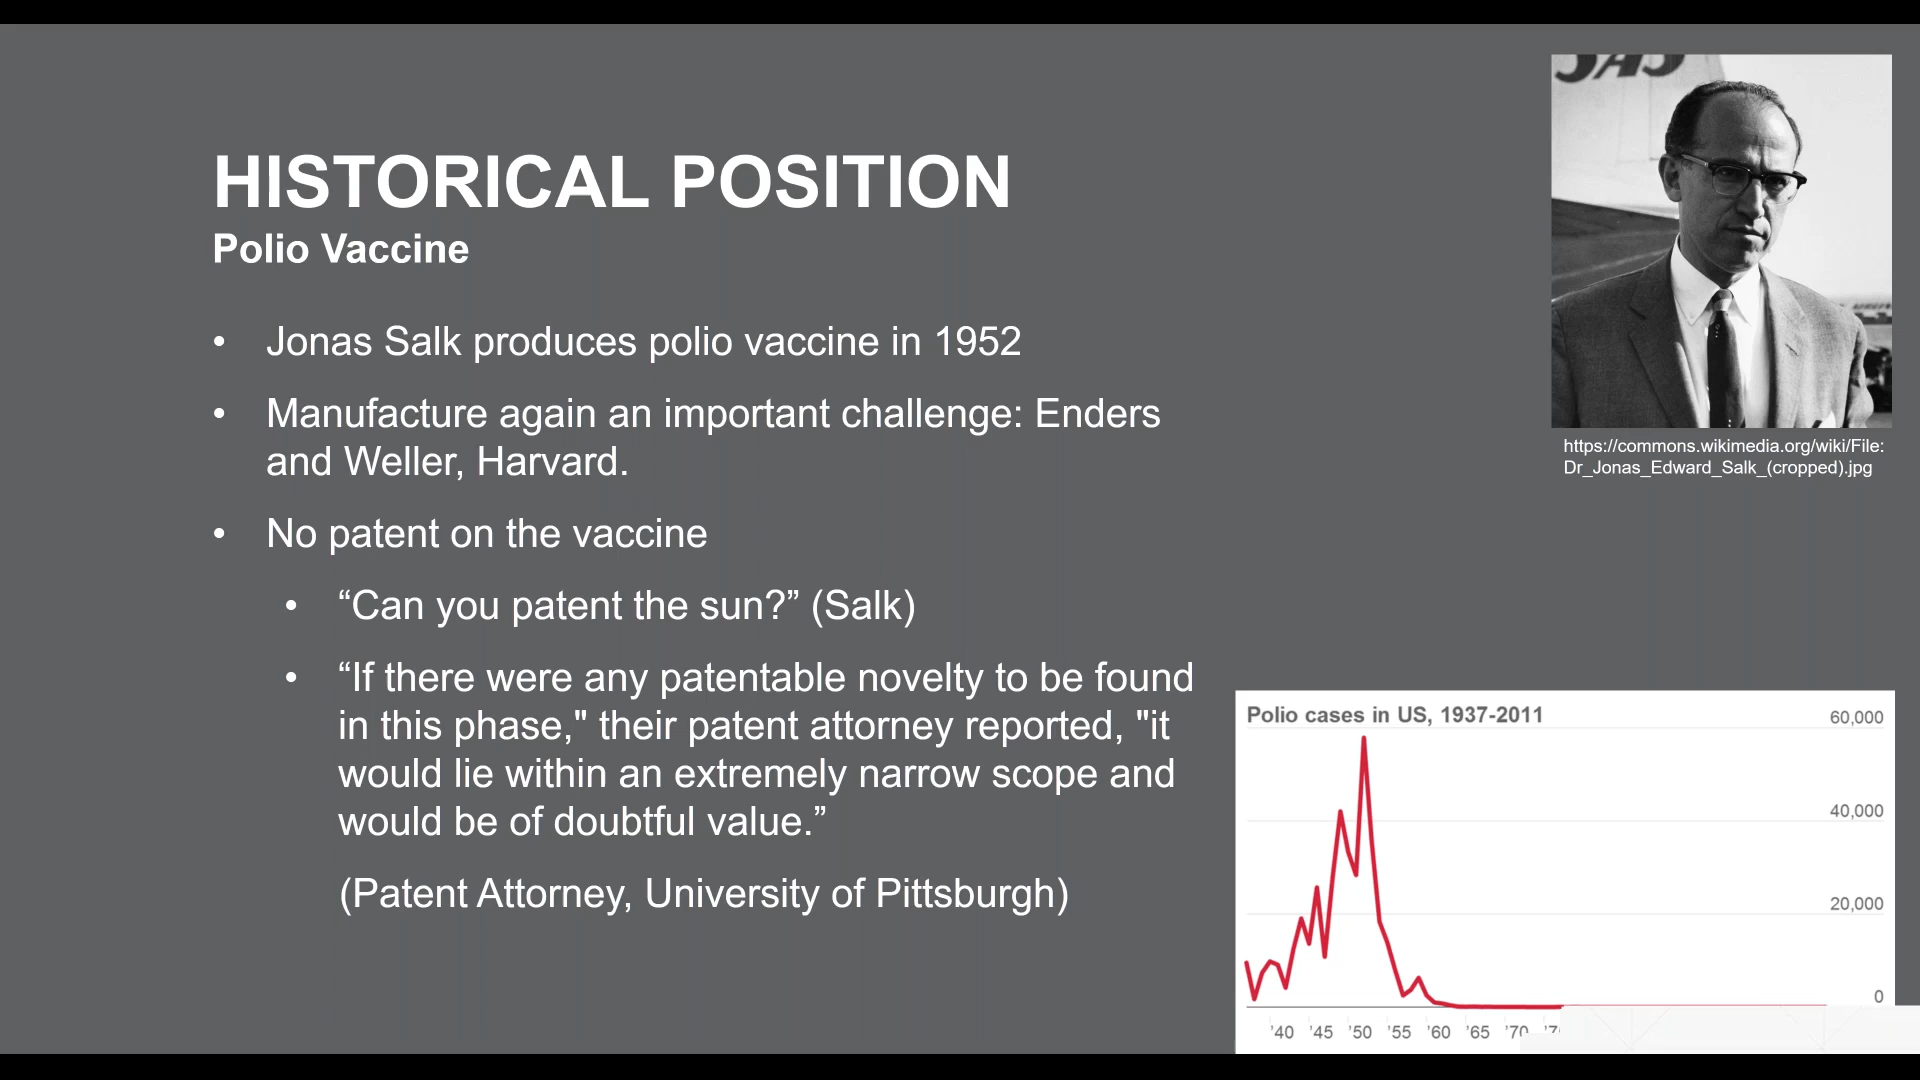 SAS
HISTORICAL POSITION
Polio Vaccine
• Jonas Salk produces polio vaccine in 1952
• Manufacture again an important challenge: Enders
and Weller, Harvard.
• No patent on the vaccine
• “Can you patent the sun?” (Salk)
• “If there were any patentable novelty to be found
in this phase," their patent attorney reported, "it
would lie within an extremely narrow scope and
would be of doubtful value.”
(Patent Attorney, University of Pittsburgh)
https://commons.wikimedia.org/wiki/File:
Dr_Jonas_Edward_Salk_(cropped).jpg
Polio cases in US, 1937-2011
60,000
40,000
20,000
0
'40 '45 '50 '55 '60 '65 '70